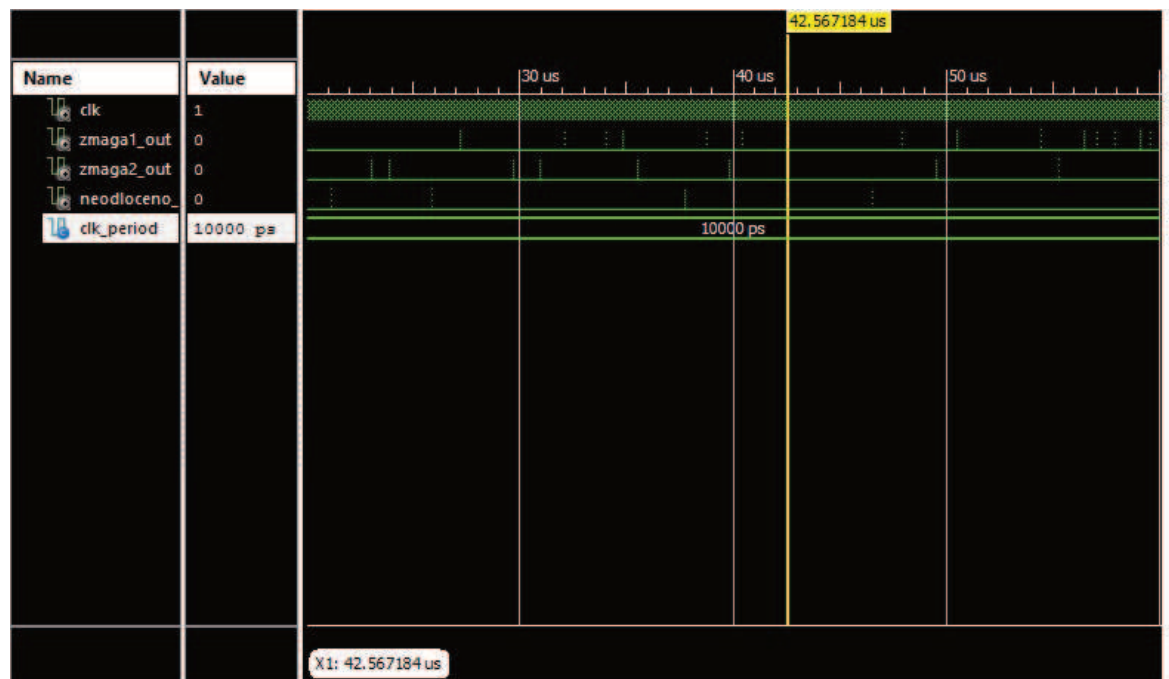 42.567184 us
Name Value
30 us 40 us 50 us
clk 1
zmaga1_out 0
zmaga2_out 0
neodloceno_ 0
clk_period 10000 ps 10000 ps
X1: 42.567184 us